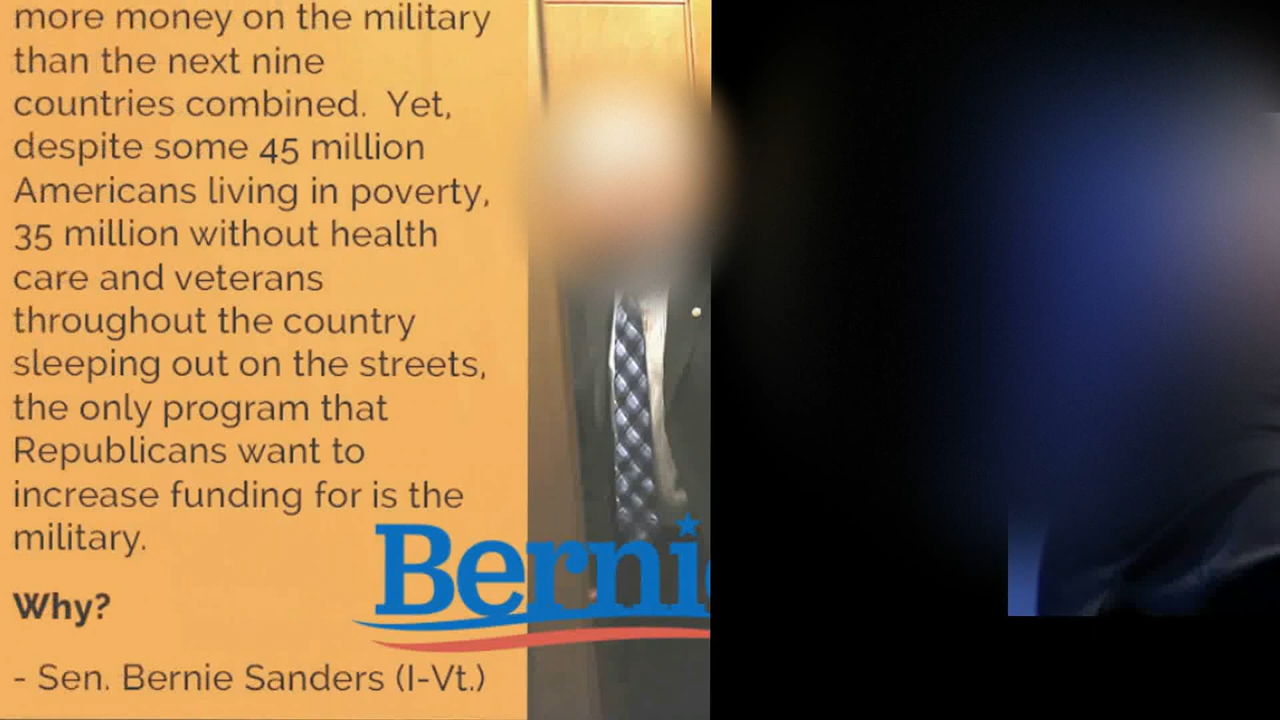 more money on the military
than the next nine
countries combined.  Yet,
despite some 45 million
Americans living in poverty,
35 million without health
care and veterans
throughout the country
sleeping out on the streets,
the only program that
Republicans want to
increase funding for is the
military.
Why?
Bernie
- Sen. Bernie Sanders (I-Vt.)